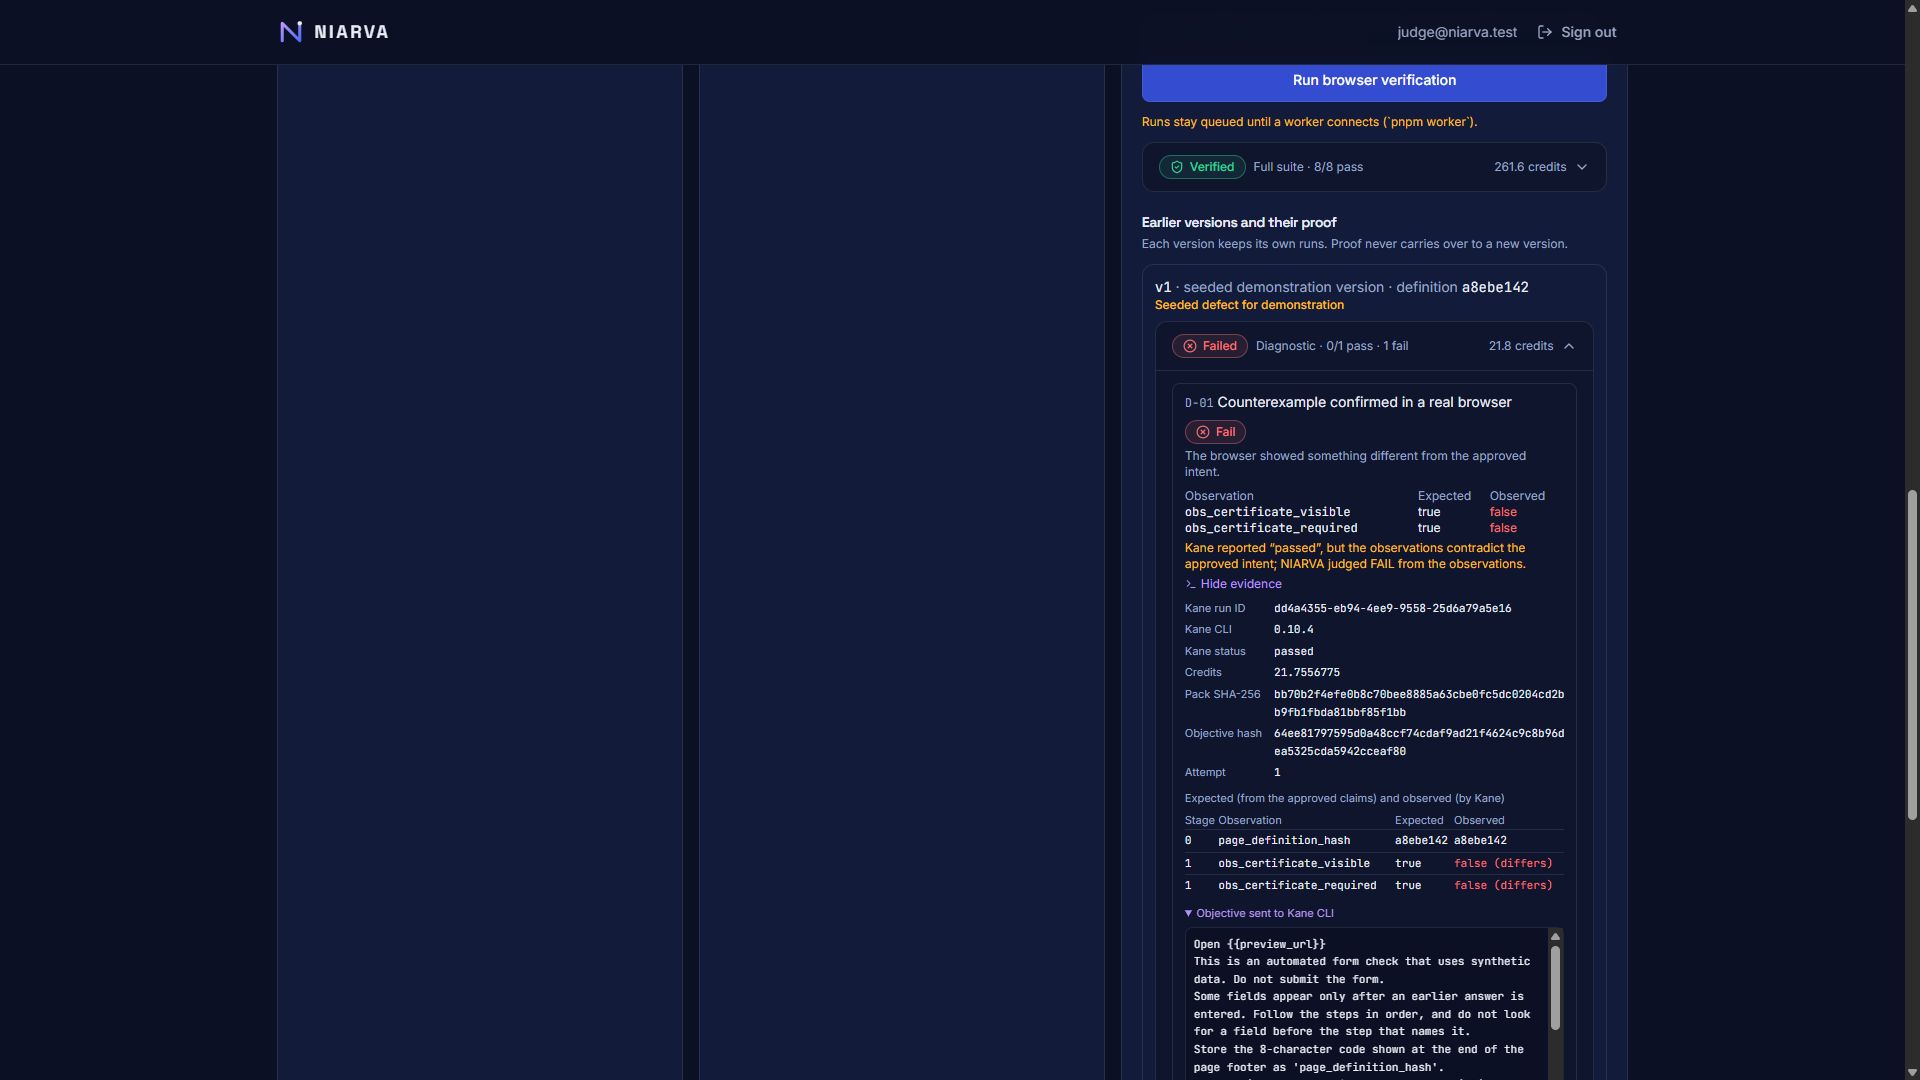 NIARVA
judge@niarva.test
Sign out
Run browser verification
Runs stay queued until a worker connects (`pnpm worker`).
Verified Full suite · 8/8 pass 261.6 credits
Earlier versions and their proof
Each version keeps its own runs. Proof never carries over to a new version.
v1 · seeded demonstration version · definition a8ebe142
Seeded defect for demonstration
Failed Diagnostic · 0/1 pass · 1 fail 21.8 credits
D-01 Counterexample confirmed in a real browser
Fail
The browser showed something different from the approved
intent.
Observation Expected Observed
obs_certificate_visible true false
obs_certificate_required true false
Kane reported “passed”, but the observations contradict the
approved intent; NIARVA judged FAIL from the observations.
>_ Hide evidence
Kane run ID dd4a4355-eb94-4ee9-9558-25d6a79a5e16
Kane CLI 0.10.4
Kane status passed
Credits 21.7556775
Pack SHA-256 bb70b2f4efe0b8c70bee8885a63cbe0fc5dc0204cd2b
b9fb1fbda81bbf85f1bb
Objective hash 64ee81797595d0a48ccf74cdaf9ad21f4624c9c8b96d
ea5325cda5942cceaf80
Attempt 1
Expected (from the approved claims) and observed (by Kane)
Stage Observation Expected Observed
0 page_definition_hash a8ebe142 a8ebe142
1 obs_certificate_visible true false (differs)
1 obs_certificate_required true false (differs)
▼ Objective sent to Kane CLI
Open {{preview_url}}
This is an automated form check that uses synthetic
data. Do not submit the form.
Some fields appear only after an earlier answer is
entered. Follow the steps in order, and do not look
for a field before the step that names it.
Store the 8-character code shown at the end of the
page footer as 'page_definition_hash'.